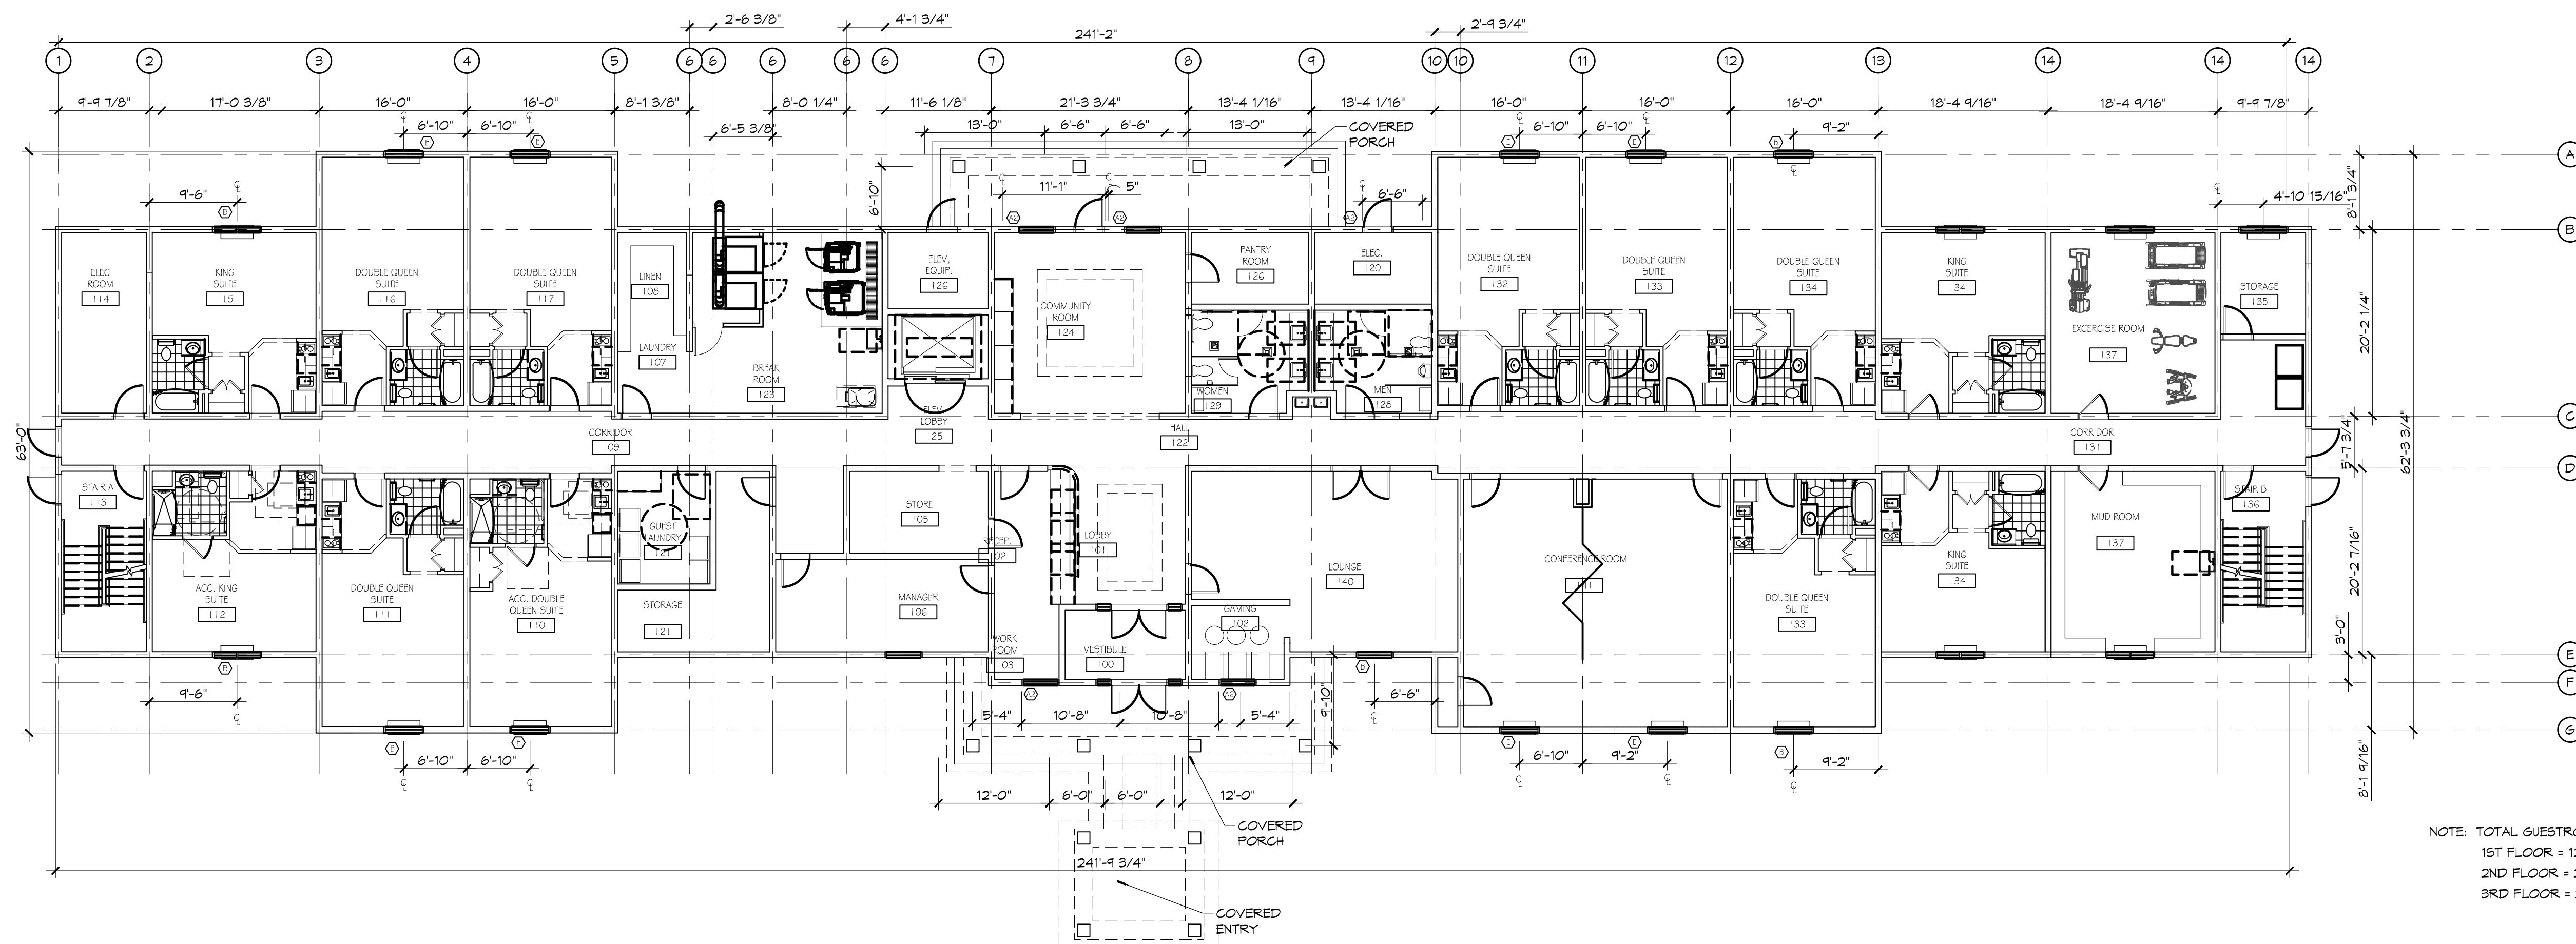 2'-6 3/8"
4'-1 3/4"
241'-2"
2'-9 3/4"
1 2 3 4 5 6 6 6 6 6 7 8 9 10 10 11 12 13 14 14 14
9'-9 7/8" 17'-0 3/8" 16'-0" 16'-0" 8'-1 3/8" 8'-0 1/4" 11'-6 1/8" 21'-3 3/4" 13'-4 1/16" 13'-4 1/16" 16'-0" 16'-0" 16'-0" 18'-4 9/16" 18'-4 9/16" 9'-9 7/8"
6'-10" 6'-10" 6'-5 3/8" 13'-0" 6'-6" 6'-6" 13'-0" 6'-10" 6'-10" 9'-2"
COVERED
PORCH
E E E E B
A
9'-6" 6'-10" 11'-1" 5" 6'-6" 8'-1 3/4" 4'-10 15/16"
B A2 A2 A2
B
ELEC
ROOM
114
KING
SUITE
115
DOUBLE QUEEN
SUITE
116
DOUBLE QUEEN
SUITE
117
LINEN
108
LAUNDRY
107
BREAK
ROOM
123
ELEV.
EQUIP.
126
ELEV.
LOBBY
125
COMMUNITY
ROOM
124
PANTRY
ROOM
126
ELEC.
120
WOMEN
129
MEN
128
DOUBLE QUEEN
SUITE
132
DOUBLE QUEEN
SUITE
133
DOUBLE QUEEN
SUITE
134
KING
SUITE
134
EXCERCISE ROOM
137
STORAGE
135
20'-2 1/4"
C
63'-0"
CORRIDOR
109
HALL
122
CORRIDOR
131
5'-7 3/4"
62'-3 3/4"
D
STAIR A
113
ACC. KING
SUITE
112
DOUBLE QUEEN
SUITE
111
ACC. DOUBLE
QUEEN SUITE
110
GUEST
LAUNDRY
121
STORAGE
121
STORE
105
MANAGER
106
RECEP.
102
LOBBY
101
WORK
ROOM
103
VESTIBULE
100
GAMING
102
LOUNGE
140
CONFERENCE ROOM
141
DOUBLE QUEEN
SUITE
133
KING
SUITE
134
MUD ROOM
137
STAIR B
136
20'-2 7/16"
3'-0"
E
F
G
B A2 A2 B
9'-6" 5'-4" 10'-8" 10'-8" 5'-4" 9'-10" 6'-6"
E E E E B
6'-10" 6'-10" 6'-10" 9'-2" 9'-2" 8'-1 9/16"
12'-0" 6'-0" 6'-0" 12'-0"
COVERED
PORCH
241'-9 3/4"
COVERED
ENTRY
NOTE: TOTAL
1ST FLOOR =
2ND FLOOR =
3RD FLOOR =